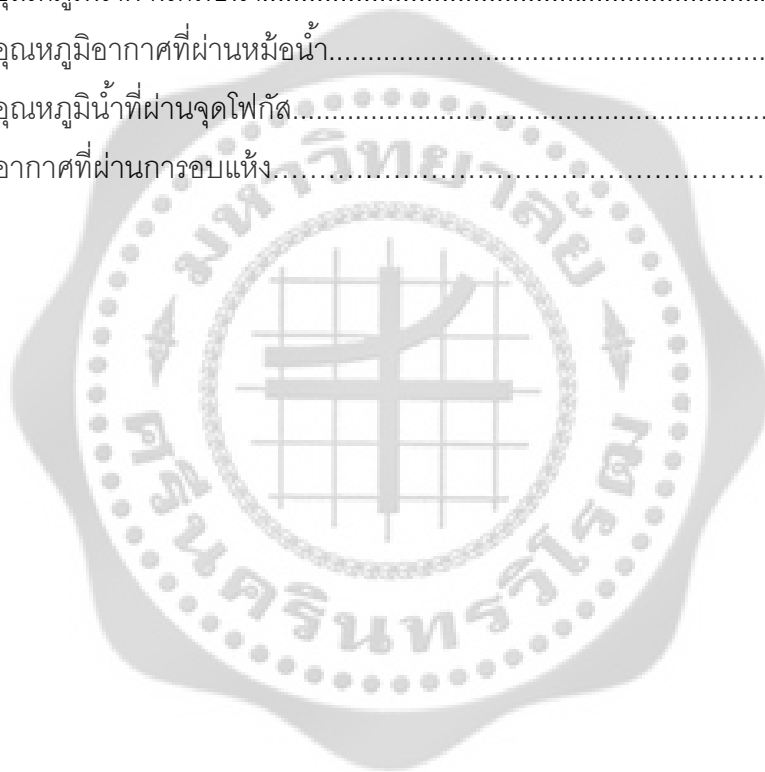 อุณหภูมิอากาศที่ผ่านหม้อน้ำ
อุณหภูมิน้ำที่ผ่านจุดโฟกัส
อากาศที่ผ่านการอบแห้ง
มหาวิทยาลัย
ศรีนครินทรวิโรฒ